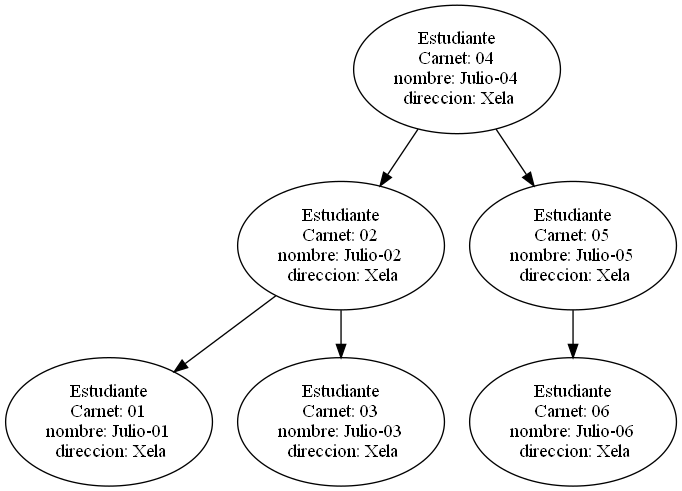 Estudiante
Carnet: 04
nombre: Julio-04
direccion: Xela
Estudiante
Carnet: 02
nombre: Julio-02
direccion: Xela
Estudiante
Carnet: 05
nombre: Julio-05
direccion: Xela
Estudiante
Carnet: 01
nombre: Julio-01
direccion: Xela
Estudiante
Carnet: 03
nombre: Julio-03
direccion: Xela
Estudiante
Carnet: 06
nombre: Julio-06
direccion: Xela